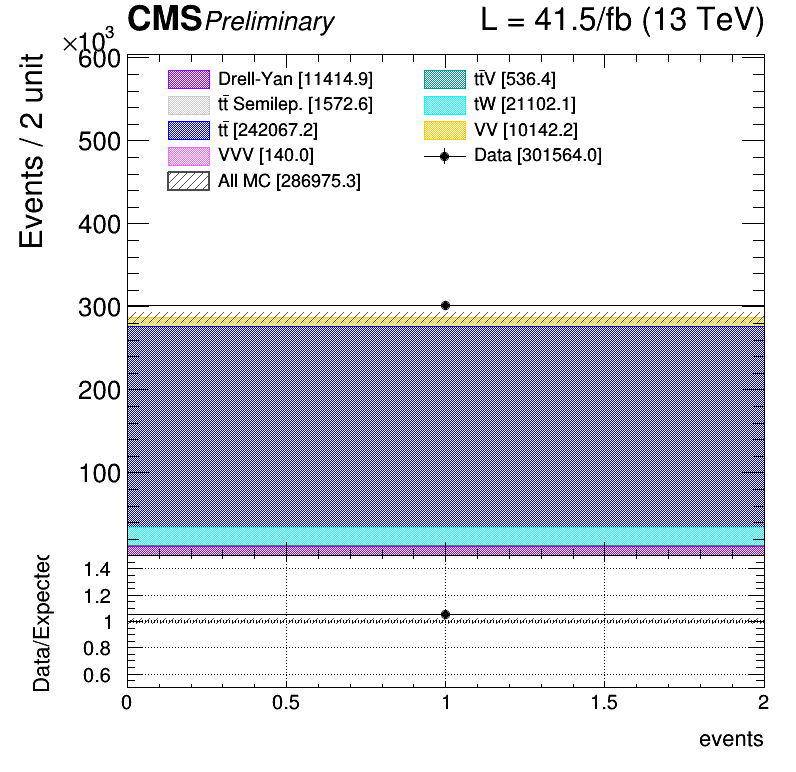 CMS Preliminary L = 41.5/fb (13 TeV)
×10³
Events / 2 unit
600
500
400
300
200
100
Drell-Yan [11414.9]
tt̄ Semilep. [1572.6]
tt̄ [242067.2]
VVV [140.0]
All MC [286975.3]
tt̄V [536.4]
tW [21102.1]
VV [10142.2]
Data [301564.0]
Data/Expected
1.4
1.2
1
0.8
0.6
0 0.5 1 1.5 2
events